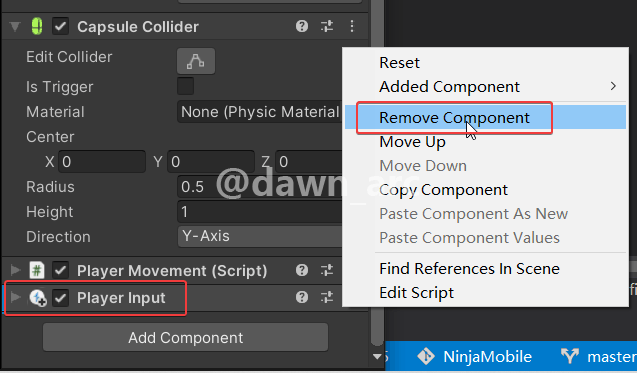 Capsule Collider
Edit Collider
Is Trigger
Material None (Physic Material
Center
X 0 Y 0 Z 0
Radius 0.5
Height 1
Direction Y-Axis
Player Movement (Script)
Player Input
Add Component
Reset
Added Component
Remove Component
Move Up
Move Down
Copy Component
Paste Component As New
Paste Component Values
Find References In Scene
Edit Script
NinjaMobile
master